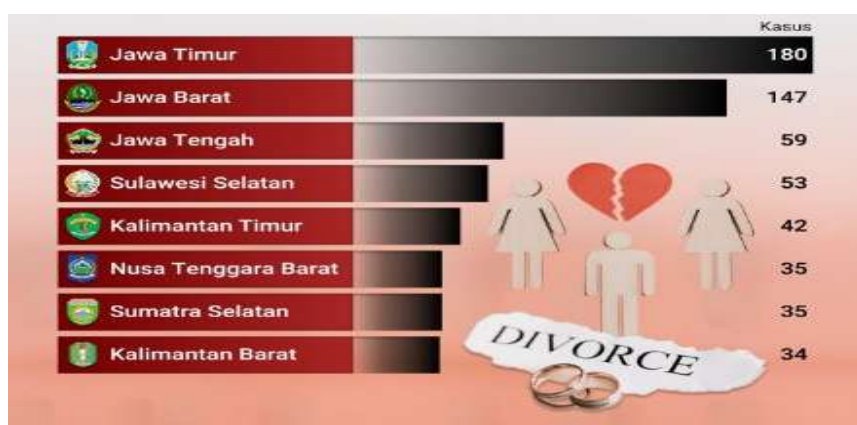 Kasus
Jawa Timur 180
Jawa Barat 147
Jawa Tengah 59
Sulawesi Selatan 53
Kalimantan Timur 42
Nusa Tenggara Barat 35
Sumatra Selatan 35
Kalimantan Barat 34
DIVORCE